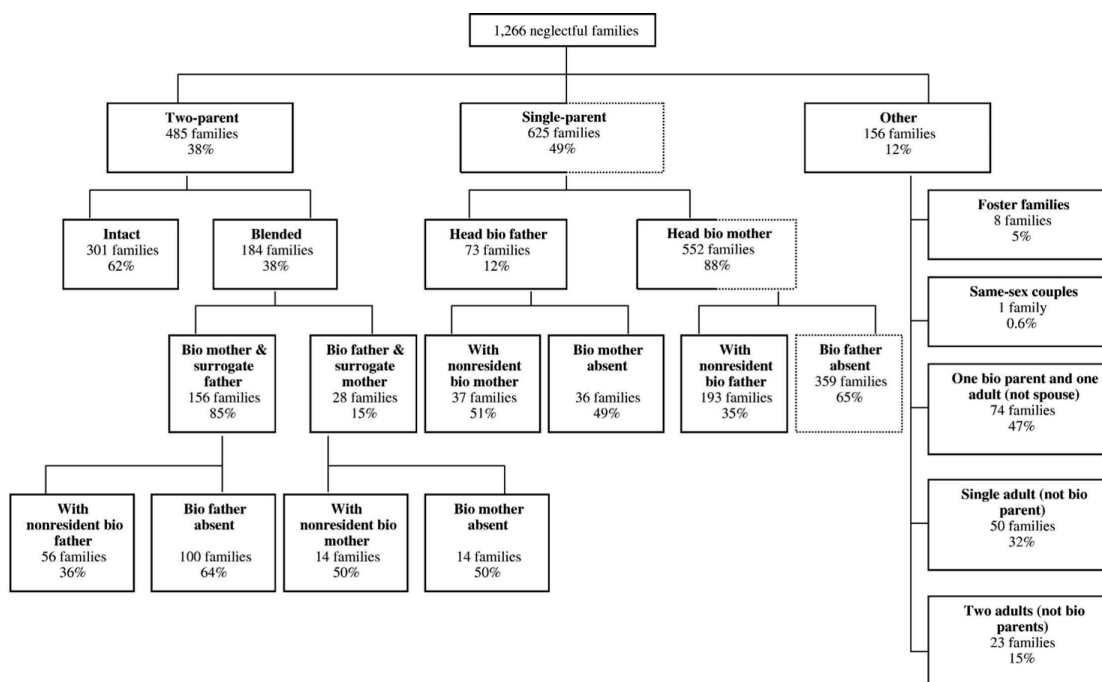 1,266 neglectful families
Two-parent
485 families
38%
Single-parent
625 families
49%
Other
156 families
12%
Intact
301 families
62%
Blended
184 families
38%
Head bio father
73 families
12%
Head bio mother
552 families
88%
Foster families
8 families
5%
Same-sex couples
1 family
0.6%
One bio parent and one
adult (not spouse)
74 families
47%
Single adult (not bio
parent)
50 families
32%
Two adults (not bio
parents)
23 families
15%
Bio mother &
surrogate
father
156 families
85%
Bio father &
surrogate
mother
28 families
15%
With
nonresident
bio mother
37 families
51%
Bio mother
absent
36 families
49%
With
nonresident
bio father
193 families
35%
Bio father
absent
359 families
65%
With
nonresident bio
father
56 families
36%
Bio father
absent
100 families
64%
With
nonresident bio
mother
14 families
50%
Bio mother
absent
14 families
50%